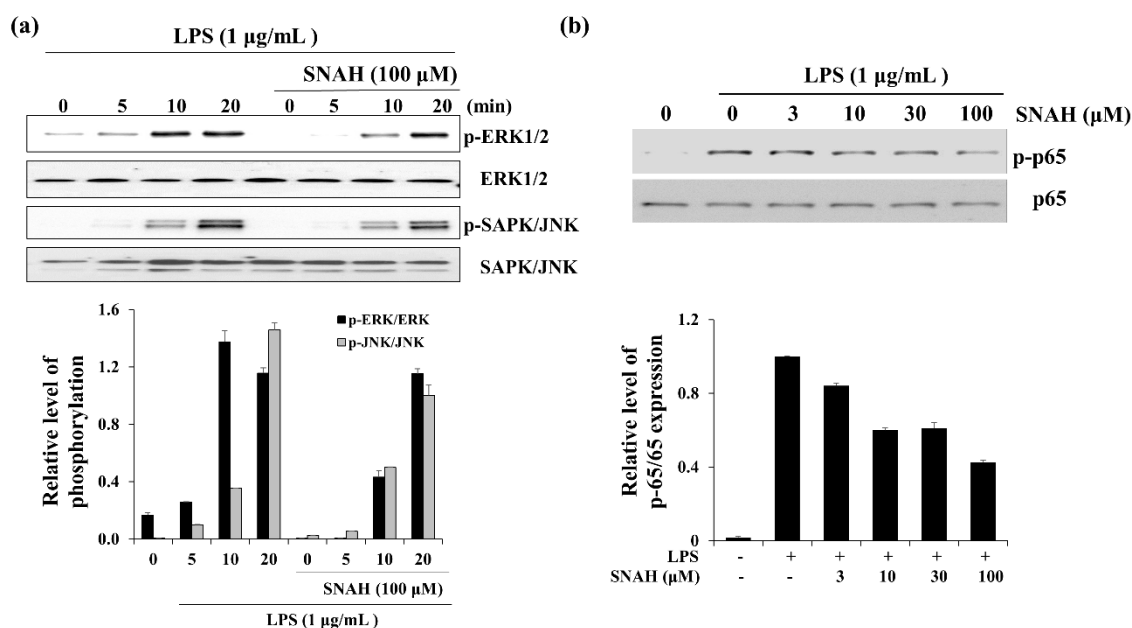 (a)
LPS (1 μg/mL )
SNAH (100 μM)
0 5 10 20 0 5 10 20 (min)
p-ERK1/2
ERK1/2
p-SAPK/JNK
SAPK/JNK
Relative level of
phosphorylation
1.6
1.2
0.8
0.4
0.0
p-ERK/ERK
p-JNK/JNK
0 5 10 20 0 5 10 20
SNAH (100 μM)
LPS (1 μg/mL )
(b)
LPS (1 μg/mL )
0 0 3 10 30 100 SNAH (μM)
p-p65
p65
Relative level of
p-65/65 expression
1.2
0.8
0.4
0
LPS - + + + + +
SNAH (μM) - - 3 10 30 100